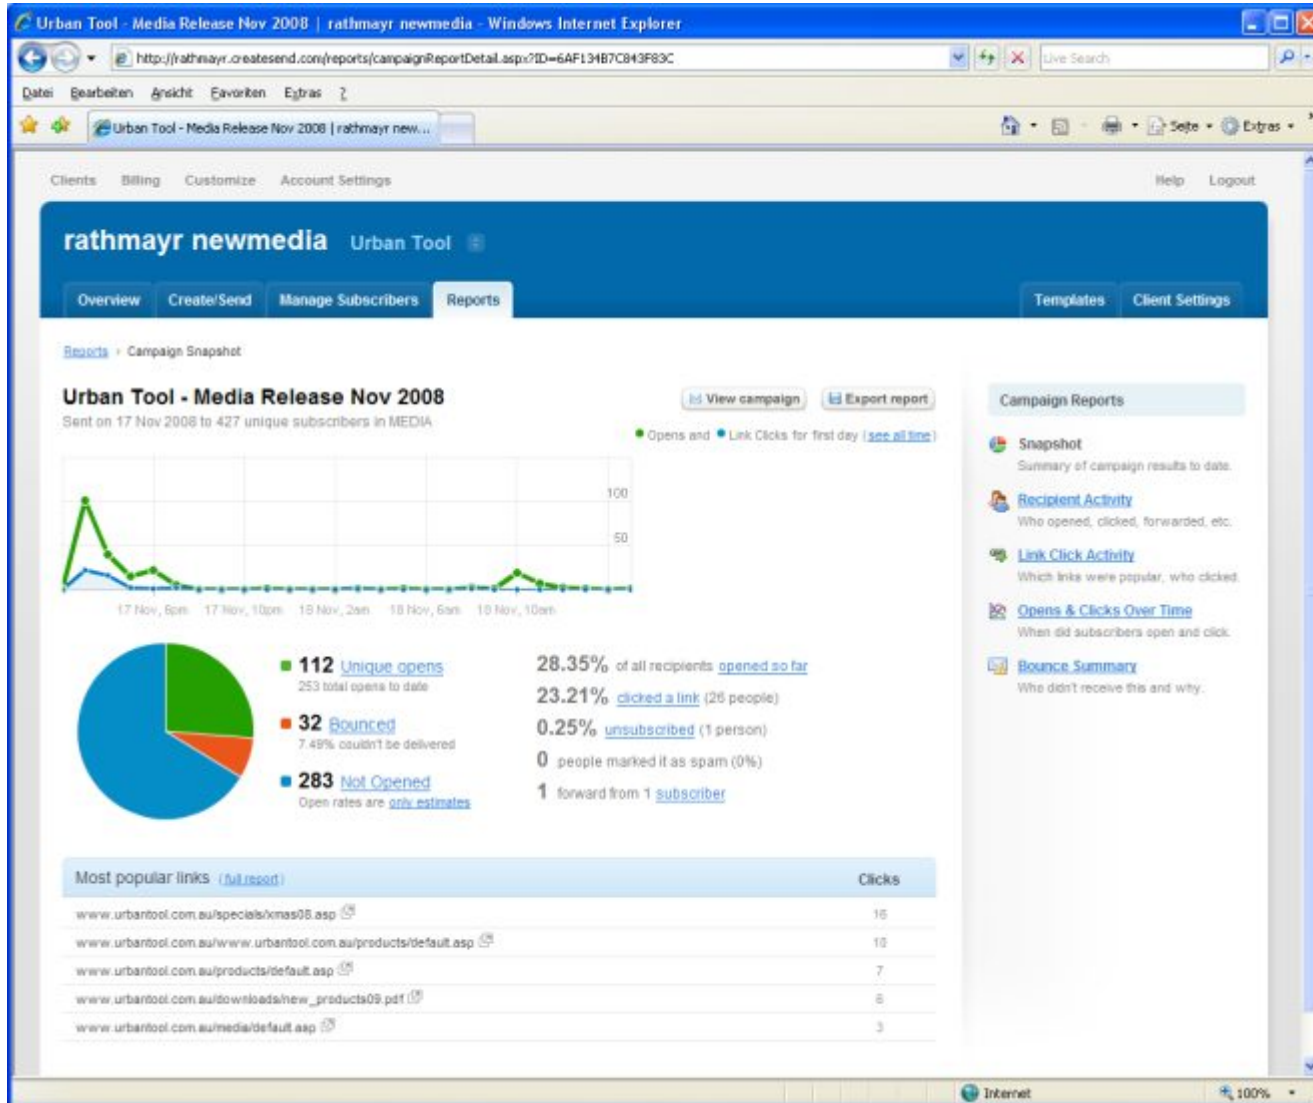 Urban Tool - Media Release Nov 2008 | rathmayr newmedia - Windows Internet Explorer
http://rathmayr.createsend.com/reports/campaignReportDetail.aspx?ID=6AF134B7C843F83C
Live Search
Datei Bearbeiten Ansicht Favoriten Extras ?
Urban Tool - Media Release Nov 2008 | rathmayr new...
Seite Extras
Clients Billing Customize Account Settings Help Logout
rathmayr newmedia Urban Tool
Overview Create/Send Manage Subscribers Reports Templates Client Settings
Reports › Campaign Snapshot
Urban Tool - Media Release Nov 2008
View campaign Export report
Sent on 17 Nov 2008 to 427 unique subscribers in MEDIA
Opens and Link Clicks for first day (see all time)
100
50
17 Nov, 6pm 17 Nov, 10pm 18 Nov, 2am 18 Nov, 6am 18 Nov, 10am
112 Unique opens
253 total opens to date
32 Bounced
7.49% couldn't be delivered
283 Not Opened
Open rates are only estimates
28.35% of all recipients opened so far
23.21% clicked a link (26 people)
0.25% unsubscribed (1 person)
0 people marked it as spam (0%)
1 forward from 1 subscriber
Most popular links (full report) Clicks
www.urbantool.com.au/specials/xmas08.asp 16
www.urbantool.com.au/www.urbantool.com.au/products/default.asp 10
www.urbantool.com.au/products/default.asp 7
www.urbantool.com.au/downloads/new_products09.pdf 6
www.urbantool.com.au/media/default.asp 3
Campaign Reports
Snapshot
Summary of campaign results to date.
Recipient Activity
Who opened, clicked, forwarded, etc.
Link Click Activity
Which links were popular, who clicked.
Opens & Clicks Over Time
When did subscribers open and click.
Bounce Summary
Who didn't receive this and why.
Internet 100%